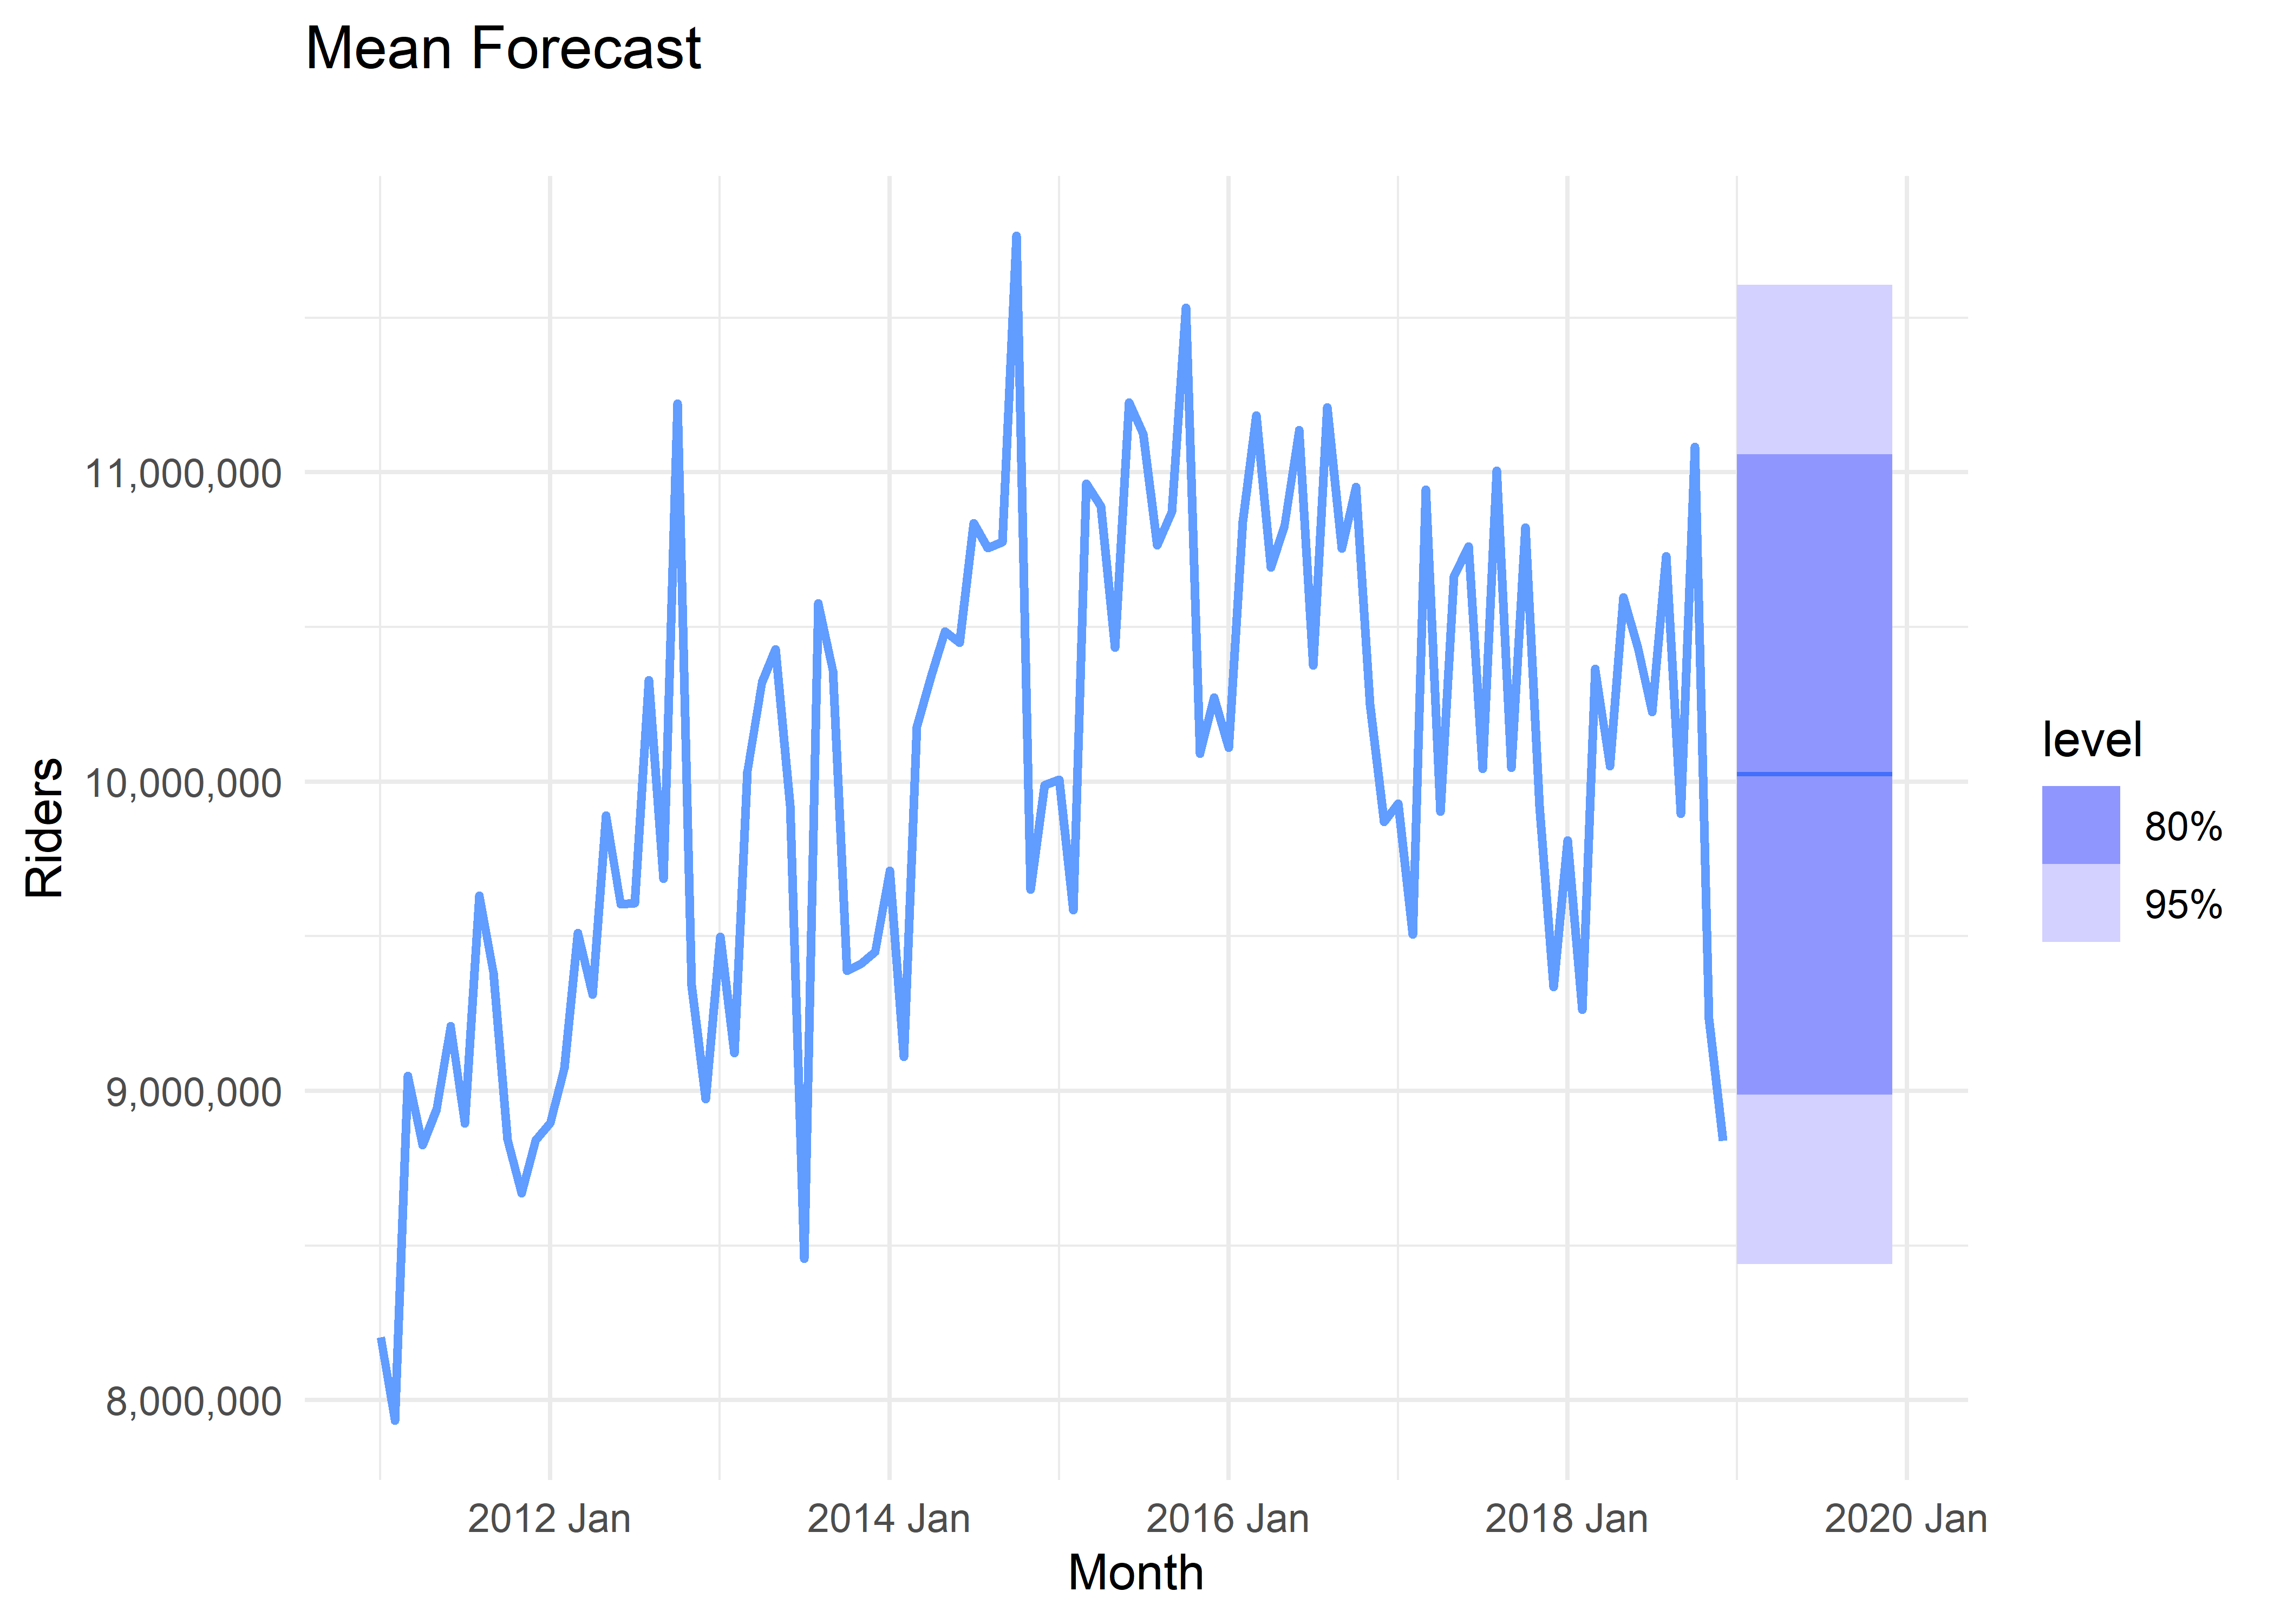 Mean Forecast
Riders
11,000,000
10,000,000
9,000,000
8,000,000
2012 Jan
2014 Jan
2016 Jan
2018 Jan
2020 Jan
Month
level
80%
95%